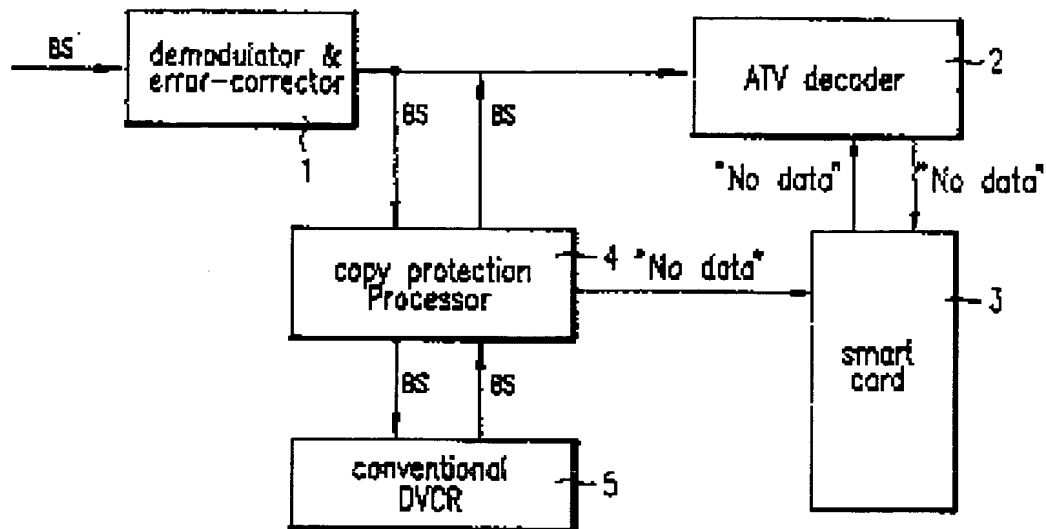 BS
demodulator &
error-corrector
1
ATV decoder
2
BS
BS
"No data"
"No data"
copy protection
Processor
4
"No data"
smart
card
3
BS
BS
conventional
DVCR
5